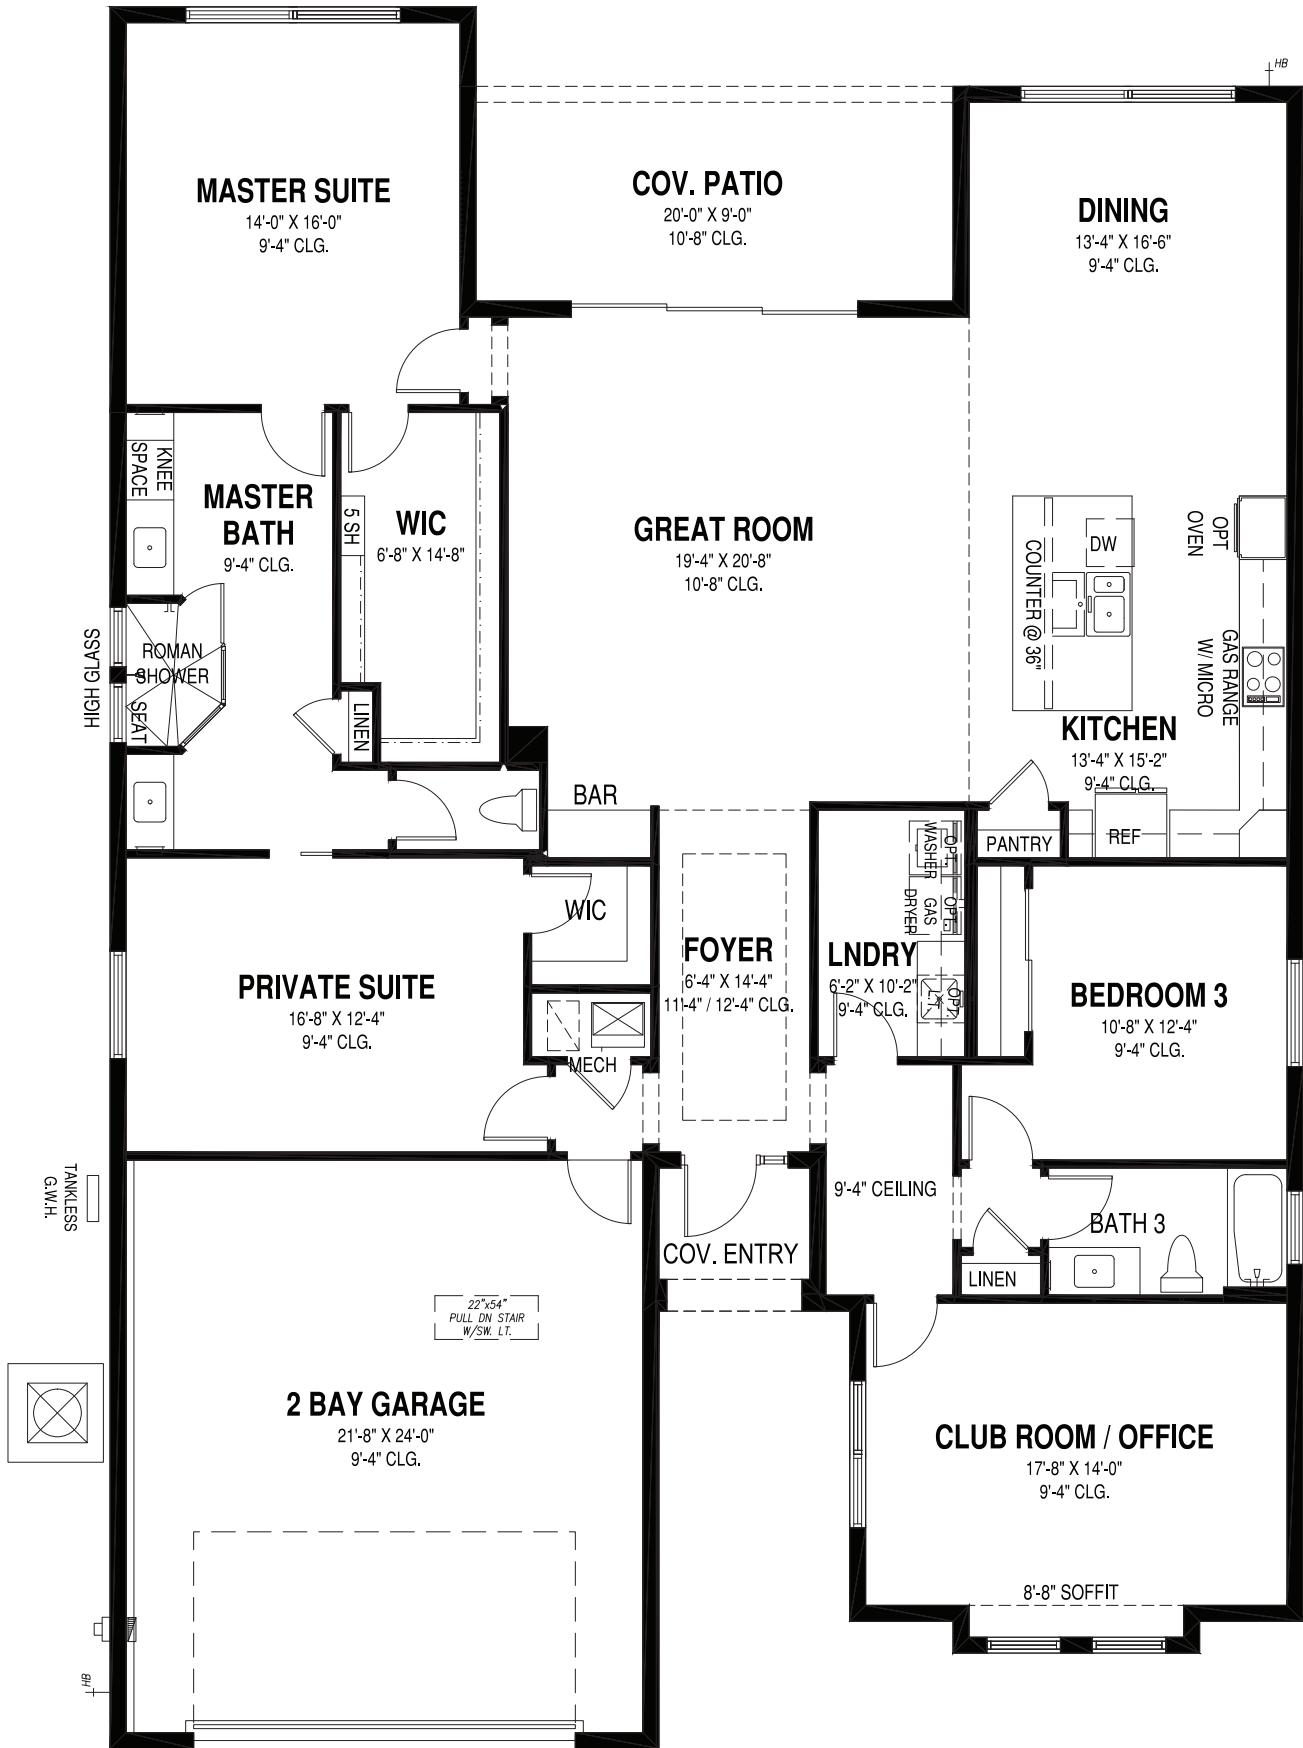 HB
MASTER SUITE
14'-0" X 16'-0"
9'-4" CLG.
COV. PATIO
20'-0" X 9'-0"
10'-8" CLG.
DINING
13'-4" X 16'-6"
9'-4" CLG.
KNEE
SPACE
MASTER
BATH
9'-4" CLG.
5 SH
WIC
6'-8" X 14'-8"
GREAT ROOM
19'-4" X 20'-8"
10'-8" CLG.
DW
COUNTER @ 36"
OPT
OVEN
GAS RANGE
W/ MICRO
HIGH GLASS
ROMAN
SHOWER
SEAT
LINEN
KITCHEN
13'-4" X 15'-2"
9'-4" CLG.
BAR
PANTRY
REF
OPT.
WASHER
OPT.
GAS
DRYER
WIC
PRIVATE SUITE
16'-8" X 12'-4"
9'-4" CLG.
FOYER
6'-4" X 14'-4"
11'-4" / 12'-4" CLG.
LNDRY
6'-2" X 10'-2"
9'-4" CLG.
OPT.
L.T.
BEDROOM 3
10'-8" X 12'-4"
9'-4" CLG.
MECH
TANKLESS
G.W.H.
9'-4" CEILING
BATH 3
COV. ENTRY
LINEN
22"x54"
PULL DN STAIR
W/SW. LT.
2 BAY GARAGE
21'-8" X 24'-0"
9'-4" CLG.
CLUB ROOM / OFFICE
17'-8" X 14'-0"
9'-4" CLG.
8'-8" SOFFIT
HB